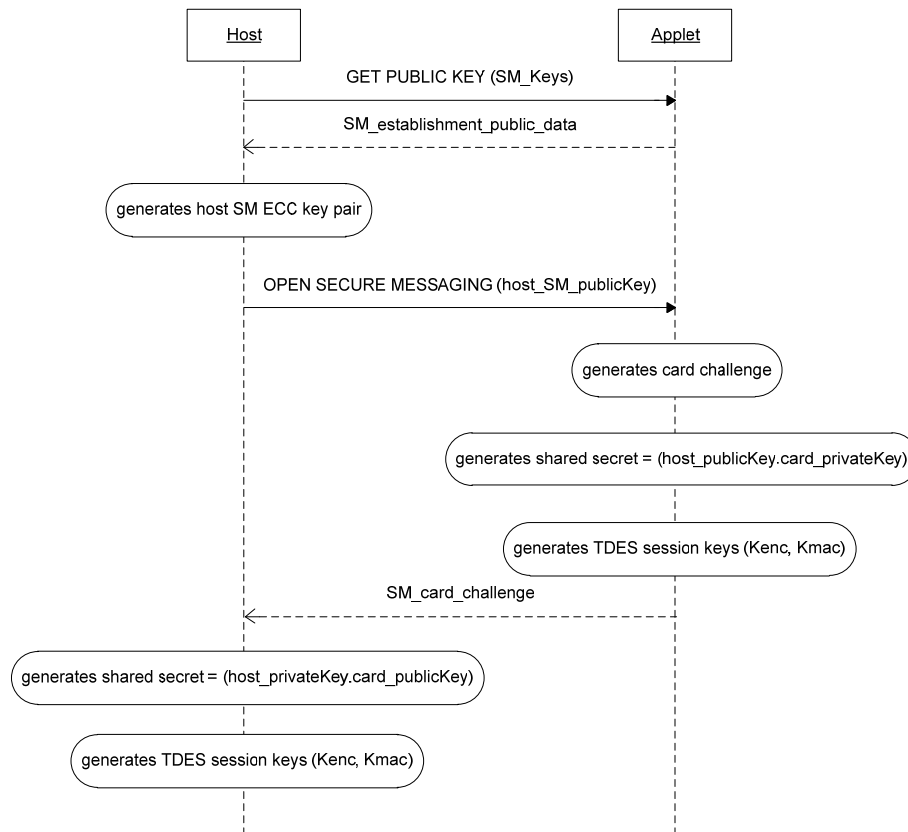 Host
Applet
GET PUBLIC KEY (SM_Keys)
SM_establishment_public_data
generates host SM ECC key pair
OPEN SECURE MESSAGING (host_SM_publicKey)
generates card challenge
generates shared secret = (host_publicKey.card_privateKey)
generates TDES session keys (Kenc, Kmac)
SM_card_challenge
generates shared secret = (host_privateKey.card_publicKey)
generates TDES session keys (Kenc, Kmac)